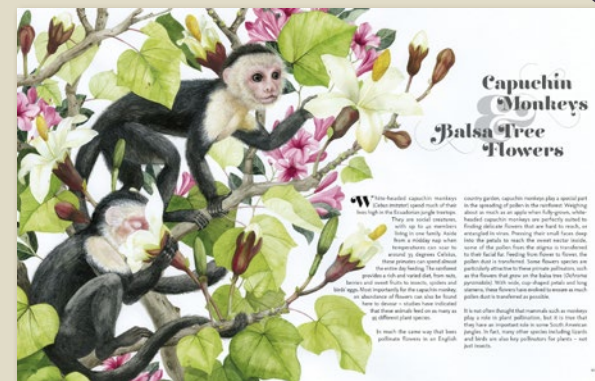 Capuchin
& Monkeys
Balsa Tree
Flowers
White-headed capuchin monkeys
(Cebus imitator) spend much of their
lives high in the Ecuadorian jungle treetops.
They are social creatures,
with up to 40 members
living in one family. Aside
from a midday nap when
temperatures can soar to
around 35 degrees Celsius,
these primates can spend almost
the entire day feeding. The rainforest
provides a rich and varied diet, from nuts,
berries and sweet fruits to insects, spiders and
birds' eggs. Most importantly for the capuchin monkey,
an abundance of flowers can also be found
here to devour – studies have indicated
that these animals feed on as many as
different plant species.
In much the same way that bees
pollinate flowers in an English
country garden, capuchin monkeys play a special part
in the spreading of pollen in the rainforest. Weighing
about as much as an apple when fully-grown, white-
headed capuchin monkeys are perfectly suited to
finding delicate flowers that are hard to reach, as
entangled in vines. Pressing their small faces deep
into the petals to reach the sweet nectar inside,
some of the pollen from the stigma is transferred
to their facial fur. Feeding from flower to flower, the
pollen dust is transferred. Some flowers species are
particularly attractive to these primate pollinators, such
as the flowers that grow on the balsa tree (Ochroma
pyramidale). With wide, cup-shaped petals and long
stamens, these flowers have evolved to ensure as much
pollen dust is transferred as possible.
It is not often thought that mammals such as monkeys
play a role in plant pollination, but it is true that
they have an important role in some South American
jungles. In fact, many other species including lizards
and birds are also key pollinators for plants – not
just insects.